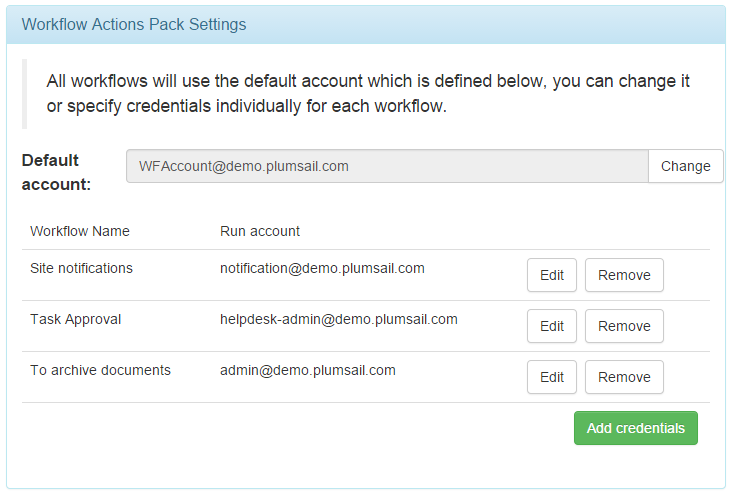 Workflow Actions Pack Settings
All workflows will use the default account which is defined below, you can change it
or specify credentials individually for each workflow.
Default
account:
WFAccount@demo.plumsail.com
Change
Workflow Name Run account
Site notifications notification@demo.plumsail.com Edit Remove
Task Approval helpdesk-admin@demo.plumsail.com Edit Remove
To archive documents admin@demo.plumsail.com Edit Remove
Add credentials